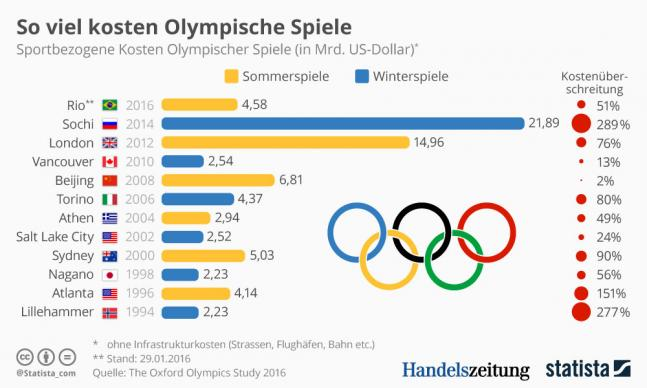 So viel kosten Olympische Spiele
Sportbezogene Kosten Olympischer Spiele (in Mrd. US-Dollar)*
Sommerspiele Winterspiele
Kostenüber-
schreitung
Rio** 2016 4,58 51%
Sochi 2014 21,89 289%
London 2012 14,96 76%
Vancouver 2010 2,54 13%
Beijing 2008 6,81 2%
Torino 2006 4,37 80%
Athen 2004 2,94 49%
Salt Lake City 2002 2,52 24%
Sydney 2000 5,03 90%
Nagano 1998 2,23 56%
Atlanta 1996 4,14 151%
Lillehammer 1994 2,23 277%
* ohne Infrastrukturkosten (Strassen, Flughäfen, Bahn etc.)
** Stand: 29.01.2016
Quelle: The Oxford Olympics Study 2016
@Statista_com
Handelszeitung statista